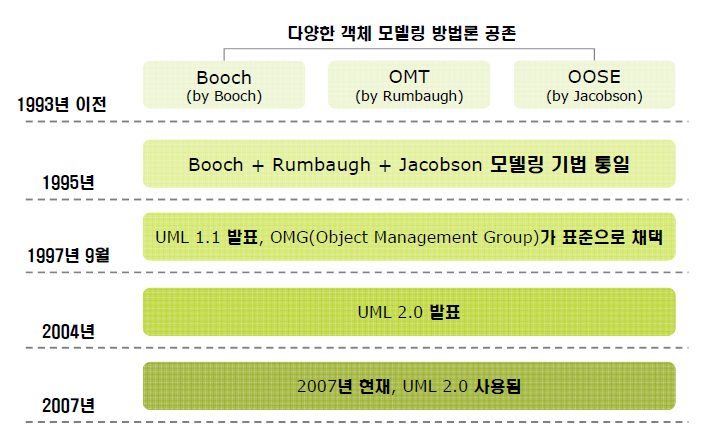 다양한 객체 모델링 방법론 공존
Booch
(by Booch)
OMT
(by Rumbaugh)
OOSE
(by Jacobson)
1993년 이전
Booch + Rumbaugh + Jacobson 모델링 기법 통일
1995년
UML 1.1 발표, OMG(Object Management Group)가 표준으로 채택
1997년 9월
UML 2.0 발표
2004년
2007년 현재, UML 2.0 사용됨
2007년